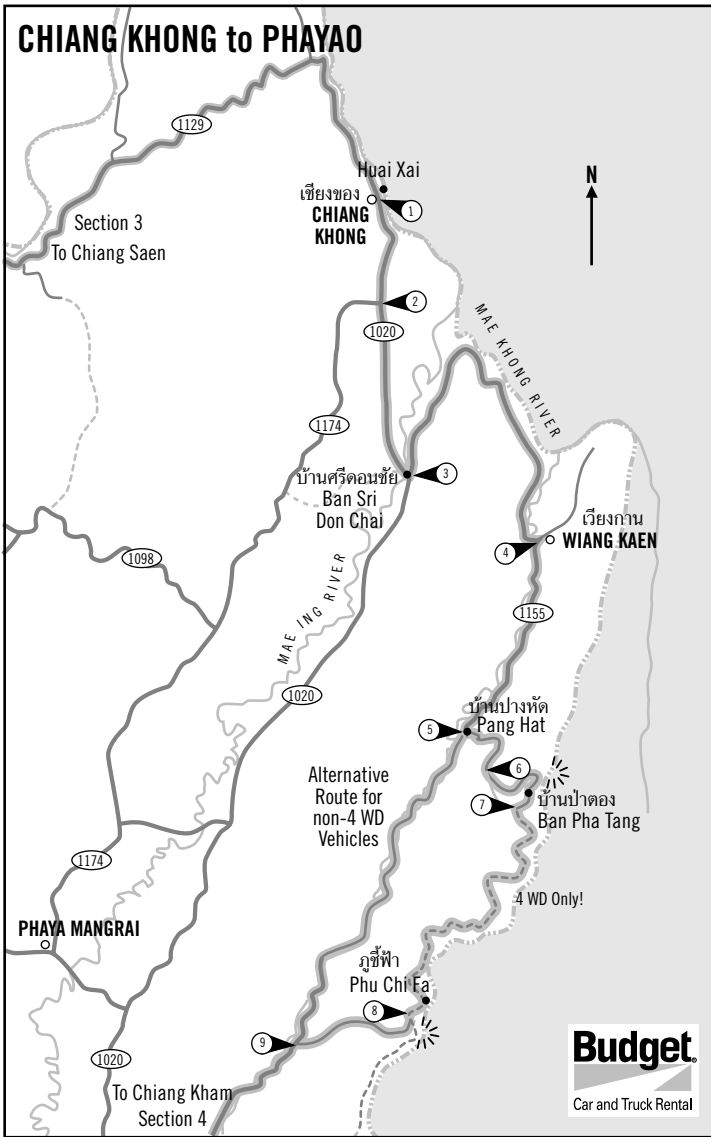 CHIANG KHONG to PHAYAO
1129
Huai Xai
เชียงของ
CHIANG
KHONG
1
N
Section 3
To Chiang Saen
2
1020
MAE KHONG RIVER
1174
บ้านศรีดอนชัย
Ban Sri
Don Chai
3
เวียงกาน
WIANG KAEN
4
1098
MAE ING RIVER
1155
1020
บ้านปางหัด
Pang Hat
5
6
Alternative
Route for
non-4 WD
Vehicles
7
บ้านป่าตอง
Ban Pha Tang
1174
4 WD Only!
PHAYA MANGRAI
ภูชี้ฟ้า
Phu Chi Fa
8
9
1020
To Chiang Kham
Section 4
Budget®
Car and Truck Rental